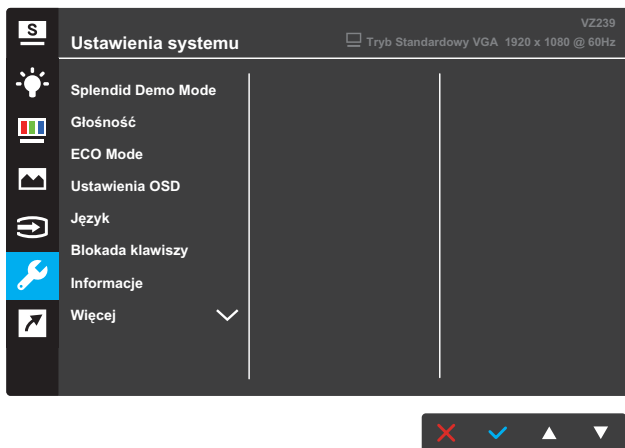 S
VZ239
Ustawienia systemu
Tryb Standardowy VGA 1920 x 1080 @ 60Hz
Splendid Demo Mode
Głośność
ECO Mode
Ustawienia OSD
Język
Blokada klawiszy
Informacje
Więcej